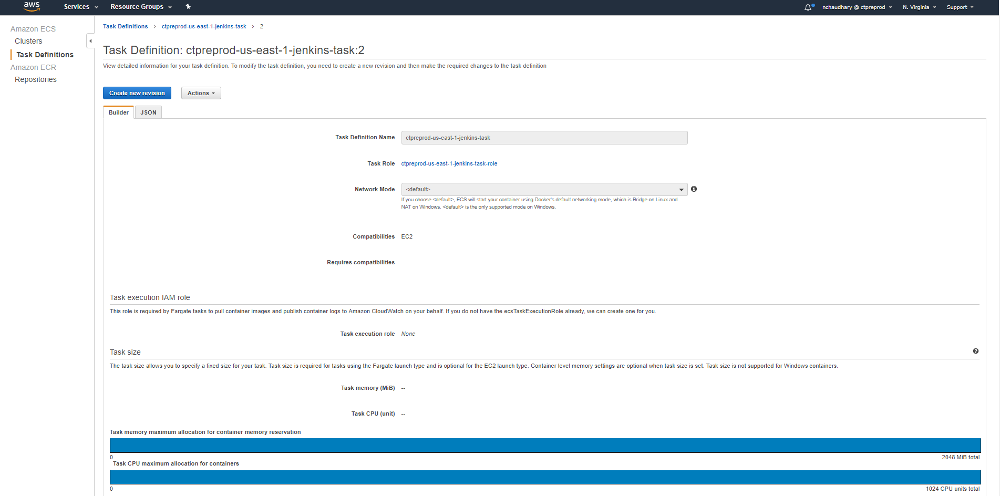 aws
Services
Resource Groups
nchaudhary @ ctpreprod
N. Virginia
Support
Amazon ECS
Clusters
Task Definitions
Amazon ECR
Repositories
Task Definitions > ctpreprod-us-east-1-jenkins-task > 2
Task Definition: ctpreprod-us-east-1-jenkins-task:2
View detailed information for your task definition. To modify the task definition, you need to create a new revision and then make the required changes to the task definition
Create new revision
Actions
Builder
JSON
Task Definition Name ctpreprod-us-east-1-jenkins-task
Task Role ctpreprod-us-east-1-jenkins-task-role
Network Mode <default>
If you choose <default>, ECS will start your container using Docker's default networking mode, which is Bridge on Linux and
NAT on Windows. <default> is the only supported mode on Windows.
Compatibilities EC2
Requires compatibilities
Task execution IAM role
This role is required by Fargate tasks to pull container images and publish container logs to Amazon CloudWatch on your behalf. If you do not have the ecsTaskExecutionRole already, we can create one for you.
Task execution role None
Task size
The task size allows you to specify a fixed size for your task. Task size is required for tasks using the Fargate launch type and is optional for the EC2 launch type. Container level memory settings are optional when task size is set. Task size is not supported for Windows containers.
Task memory (MiB) --
Task CPU (unit) --
Task memory maximum allocation for container memory reservation
0
2048 MiB total
Task CPU maximum allocation for containers
0
1024 CPU units total